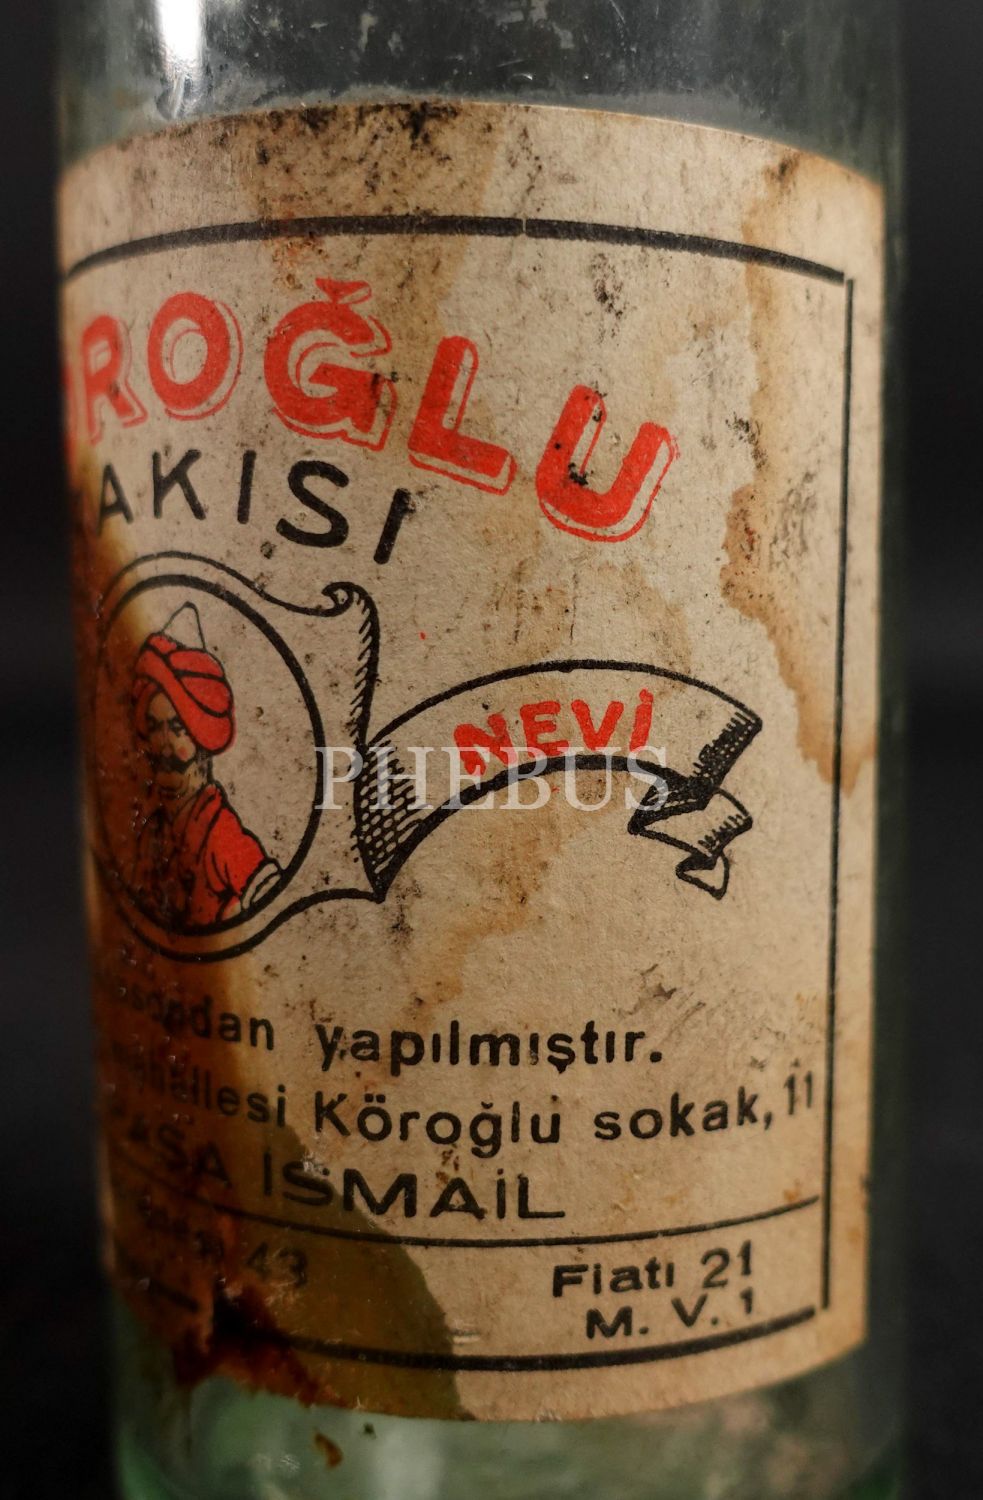 ROĞLU
AKISI
NEVİ
PHEBUS
yapılmıştır.
Köroğlu sokak, 11
İSMAİL
43
Fiatı 21
M. V. 1